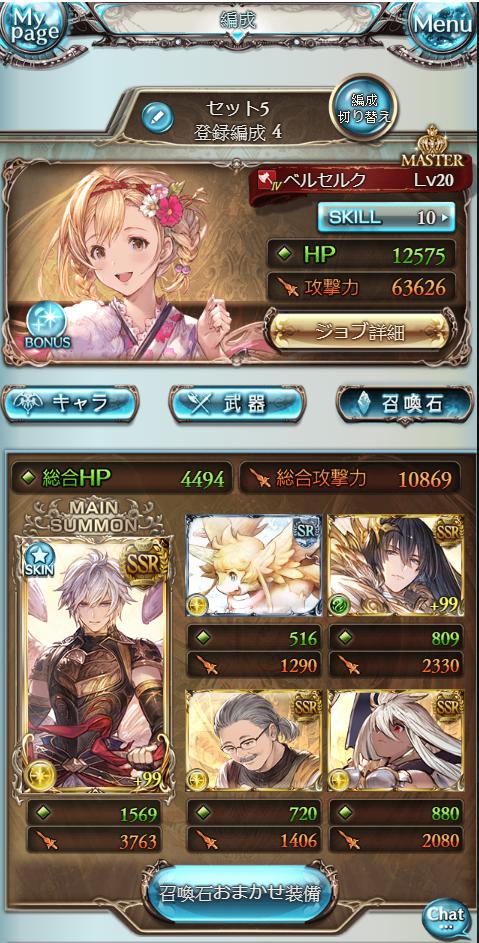 My page
編成
Menu
セット5
登録編成 4
編成
切り替え
MASTER
IV ベルセルク Lv20
SKILL 10
HP 12575
攻撃力 63626
BONUS
ジョブ詳細
キャラ
武器
召喚石
総合HP 4494
総合攻撃力 10869
MAIN
SUMMON
SKIN
SSR
+99
1569
3763
SR
516
1290
SSR
+99
809
2330
SSR
720
1406
SSR
880
2080
召喚石おまかせ装備
Chat